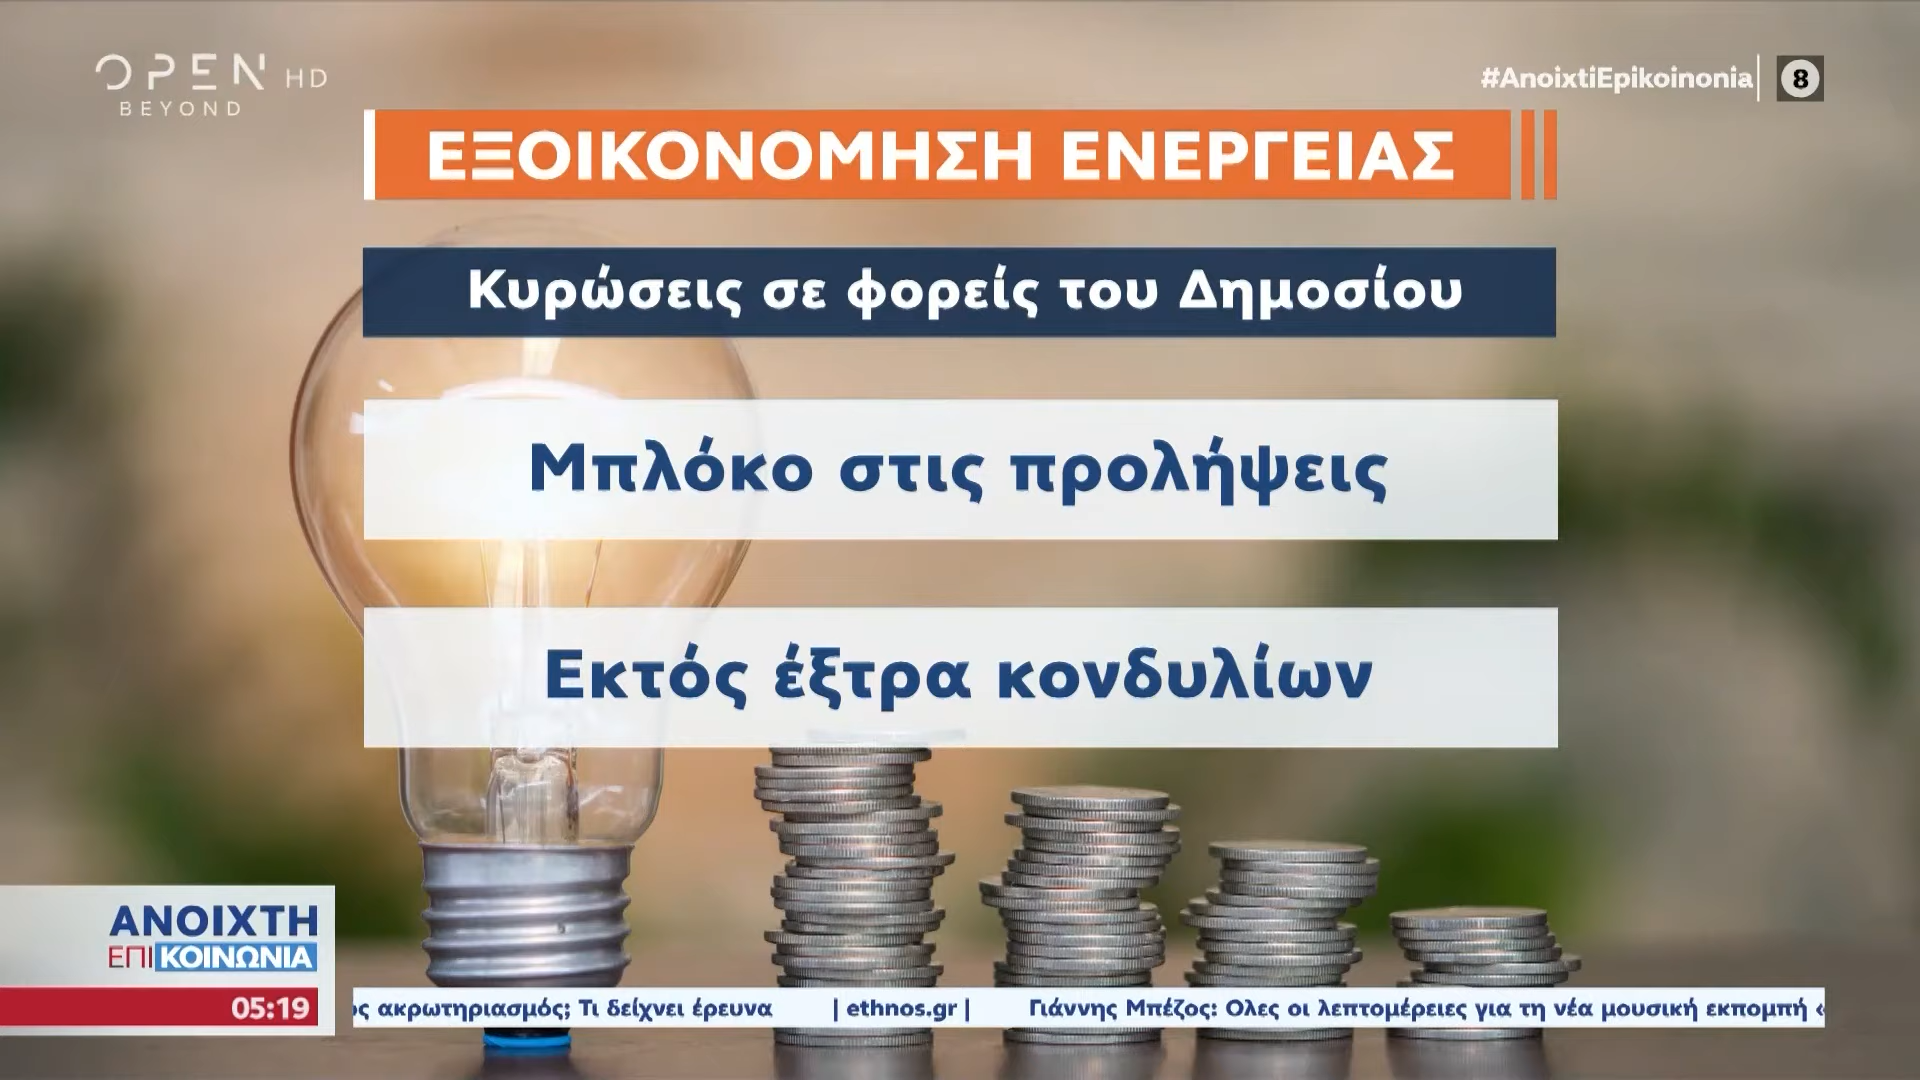 OPEN HD
BEYOND
#AnoixtiEpikoinonia
8
ΕΞΟΙΚΟΝΟΜΗΣΗ ΕΝΕΡΓΕΙΑΣ
Κυρώσεις σε φορείς του Δημοσίου
Μπλόκο στις προλήψεις
Εκτός έξτρα κονδυλίων
ΑΝΟΙΧΤΗ
ΕΠΙΚΟΙΝΩΝΙΑ
05:19
ακρωτηριασμός; Τι δείχνει έρευνα | ethnos.gr | Γιάννης Μπέζος: Ολες οι λεπτομέρειες για τη νέα μουσική εκπομπή